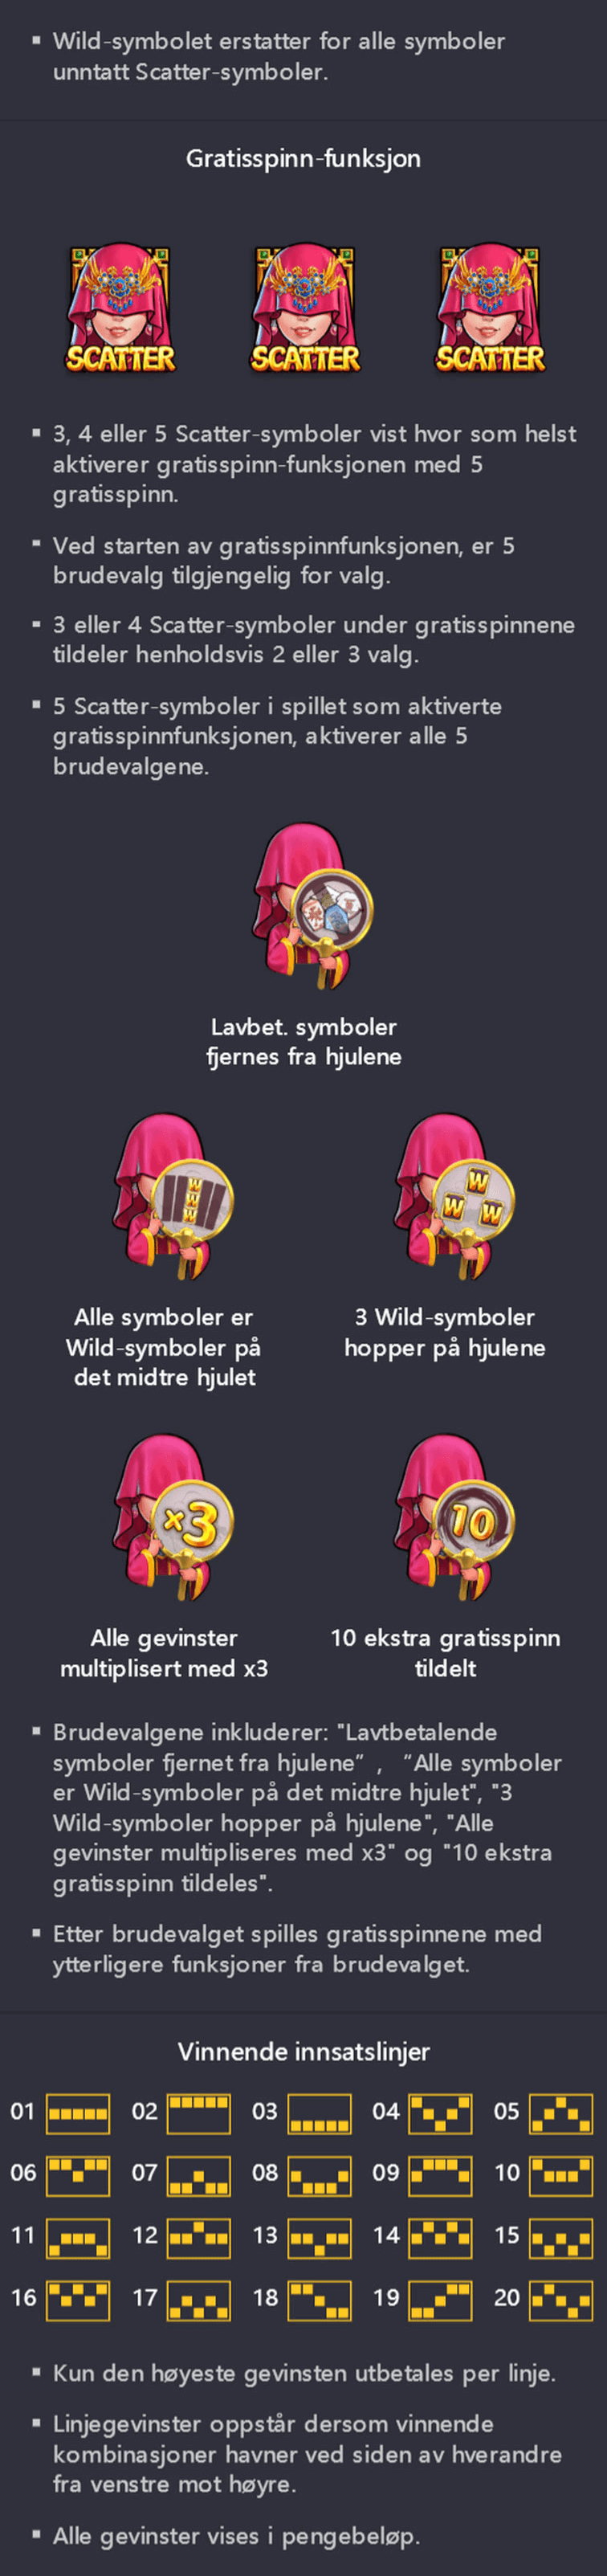 ▪ Wild-symbolet erstatter for alle symboler
unntatt Scatter-symboler.
Gratisspinn-funksjon
SCATTER SCATTER SCATTER
▪ 3, 4 eller 5 Scatter-symboler vist hvor som helst
aktiverer gratisspinn-funksjonen med 5
gratisspinn.
▪ Ved starten av gratisspinnfunksjonen, er 5
brudevalg tilgjengelig for valg.
▪ 3 eller 4 Scatter-symboler under gratisspinnene
tildeler henholdsvis 2 eller 3 valg.
▪ 5 Scatter-symboler i spillet som aktiverte
gratisspinnfunksjonen, aktiverer alle 5
brudevalgene.
Lavbet. symboler
fjernes fra hjulene
W
W
W
W
W W
Alle symboler er
Wild-symboler på
det midtre hjulet
3 Wild-symboler
hopper på hjulene
x3
10
Alle gevinster
multiplisert med x3
10 ekstra gratisspinn
tildelt
▪ Brudevalgene inkluderer: "Lavtbetalende
symboler fjernet fra hjulene” , “Alle symboler
er Wild-symboler på det midtre hjulet", "3
Wild-symboler hopper på hjulene", "Alle
gevinster multipliseres med x3" og "10 ekstra
gratisspinn tildeles".
▪ Etter brudevalget spilles gratisspinnene med
ytterligere funksjoner fra brudevalget.
Vinnende innsatslinjer
01 02 03 04 05
06 07 08 09 10
11 12 13 14 15
16 17 18 19 20
▪ Kun den høyeste gevinsten utbetales per linje.
▪ Linjegevinster oppstår dersom vinnende
kombinasjoner havner ved siden av hverandre
fra venstre mot høyre.
▪ Alle gevinster vises i pengebeløp.